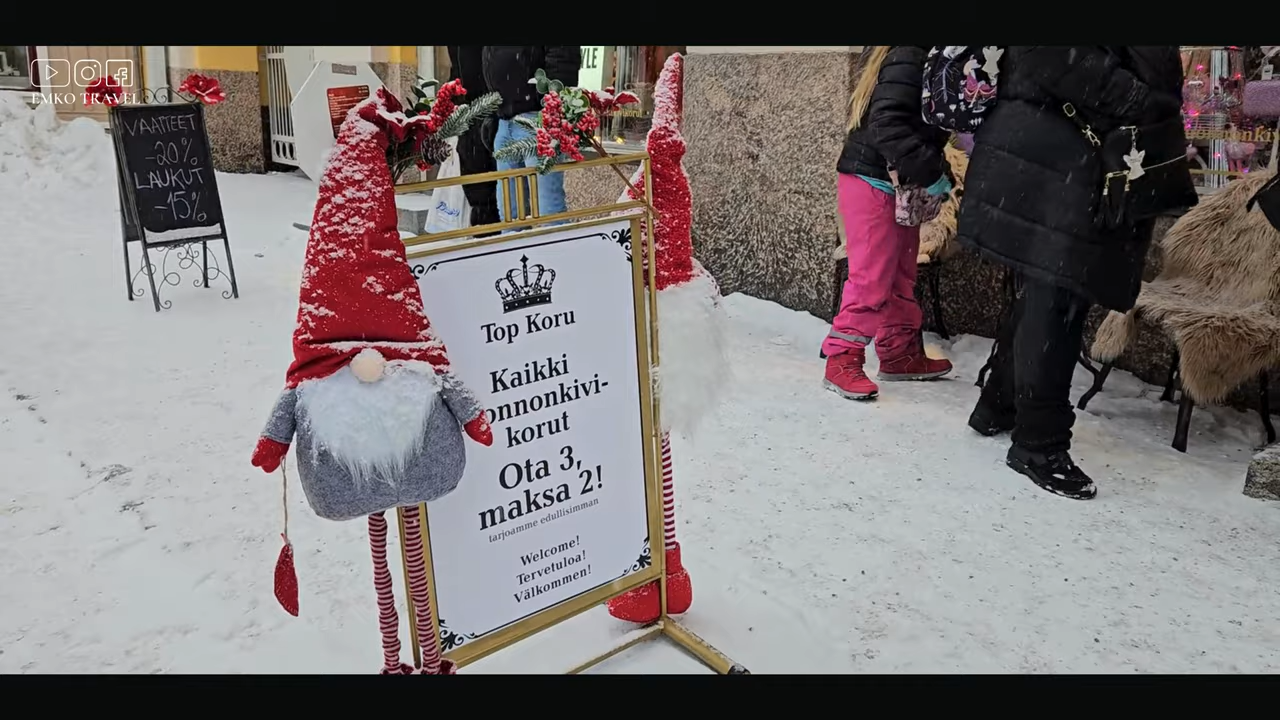 EMKO TRAVEL
VAATTEET
-20%
LAUKUT
-15%
YLE
Top Koru
Kaikki
onnonkivi-
korut
Ota 3,
maksa 2!
tarjoamme edullisimman
Welcome!
Tervetuloa!
Välkommen!